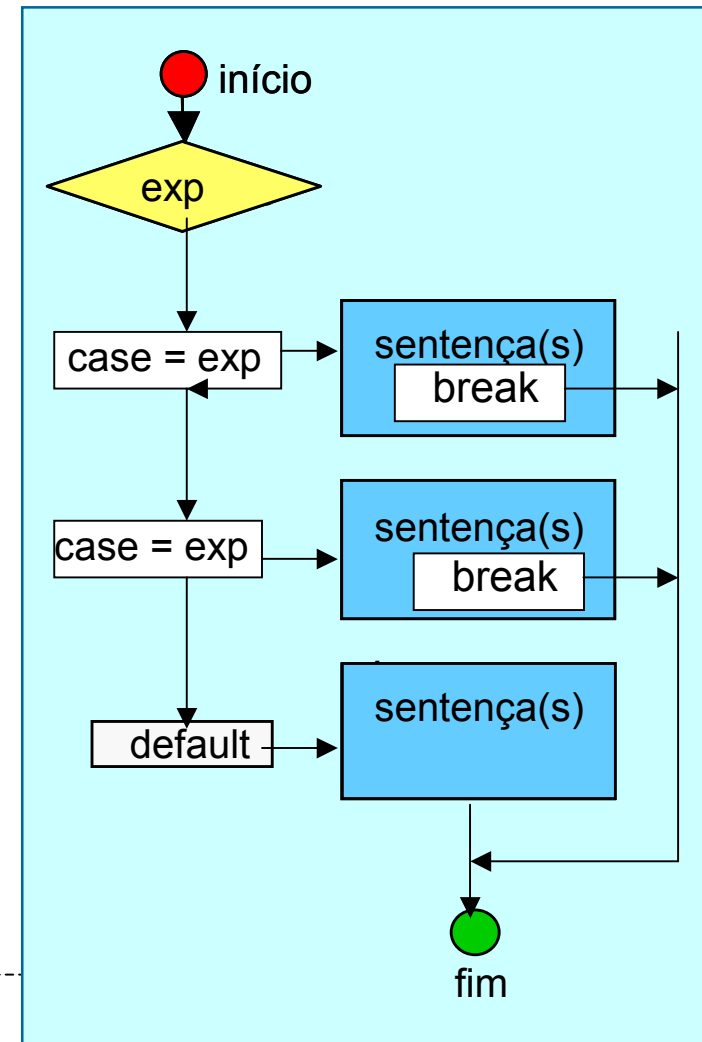 início
exp
case = exp
sentença(s)
break
case = exp
sentença(s)
break
default
sentença(s)
fim